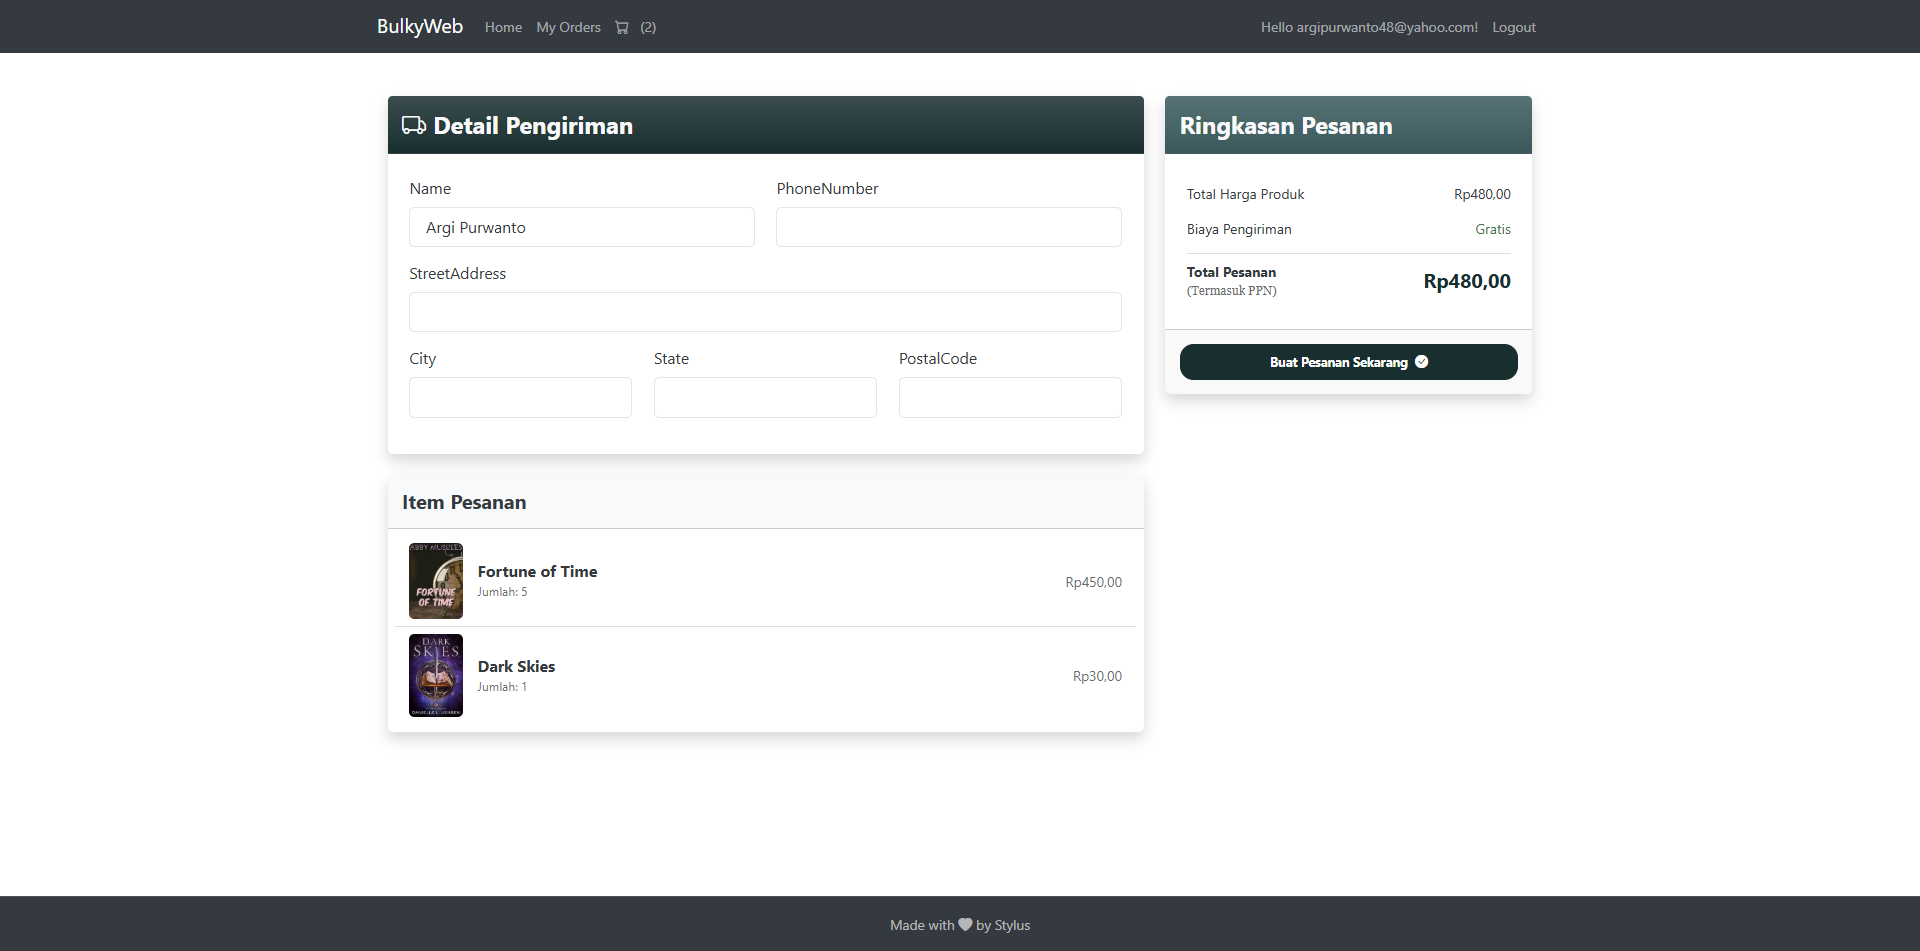 BulkyWeb Home My Orders (2) Hello argipurwanto48@yahoo.com! Logout
Detail Pengiriman
Name PhoneNumber
Argi Purwanto
StreetAddress
City State PostalCode
Item Pesanan
ABBY MUSCLES
FORTUNE
OF TIME
Fortune of Time
Jumlah: 5
Rp450,00
DARK
SKIES
DANIELLE L. JENSEN
Dark Skies
Jumlah: 1
Rp30,00
Ringkasan Pesanan
Total Harga Produk Rp480,00
Biaya Pengiriman Gratis
Total Pesanan
(Termasuk PPN)
Rp480,00
Buat Pesanan Sekarang
Made with by Stylus